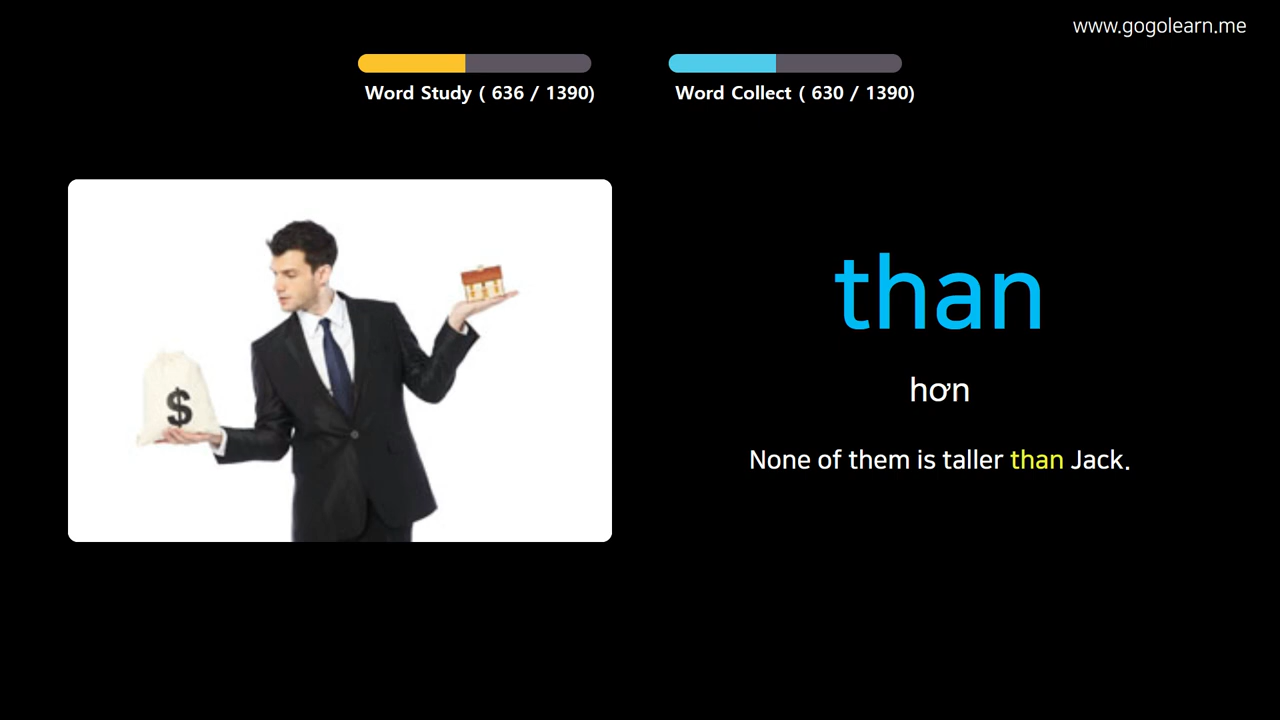 www.gogolearn.me
Word Study ( 636 / 1390)
Word Collect ( 630 / 1390)
$
than
hơn
None of them is taller than Jack.